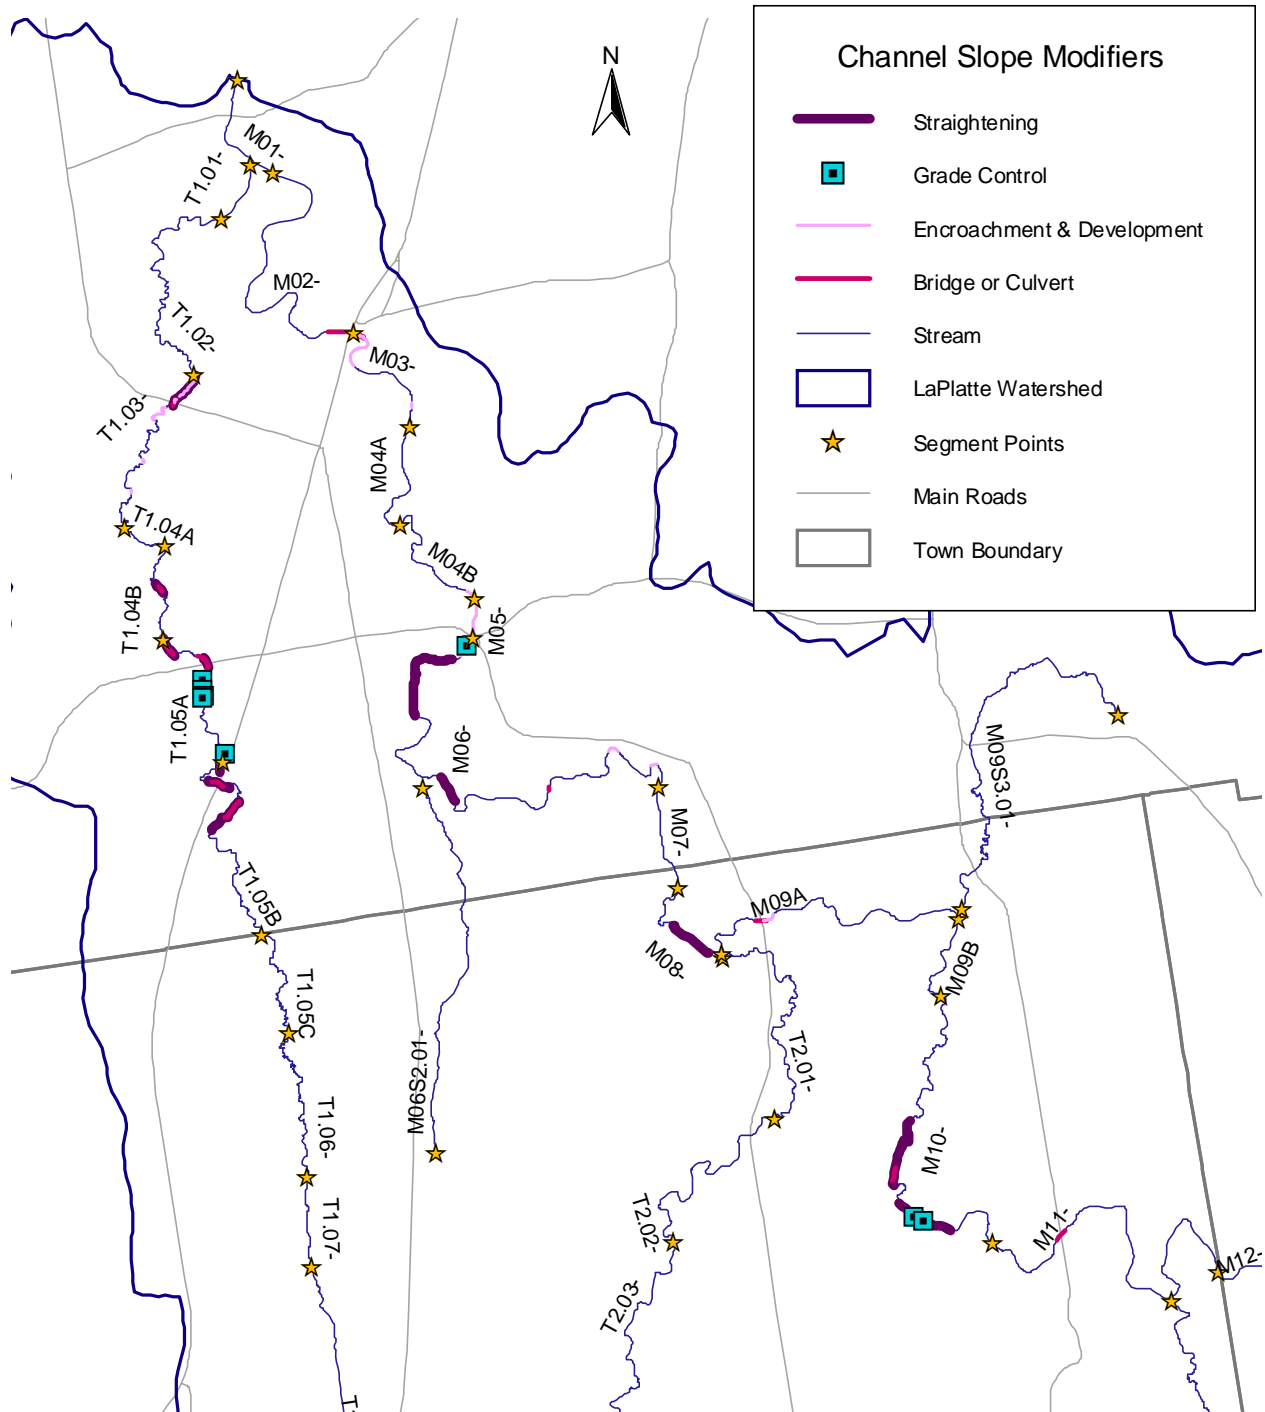 N
Channel Slope Modifiers
Straightening
Grade Control
Encroachment & Development
Bridge or Culvert
Stream
LaPlatte Watershed
Segment Points
Main Roads
Town Boundary
M01-
T1.01-
M02-
T1.02-
M03-
T1.03-
M04A
T1.04A
M04B
T1.04B
M05-
T1.05A
M06-
M09S3.01-
M07-
T1.05B
M09A
M08-
M09B
T1.05C
M06S2.01-
T2.01-
T1.06-
M10-
T1.07-
T2.02-
M11-
M12-
T2.03-